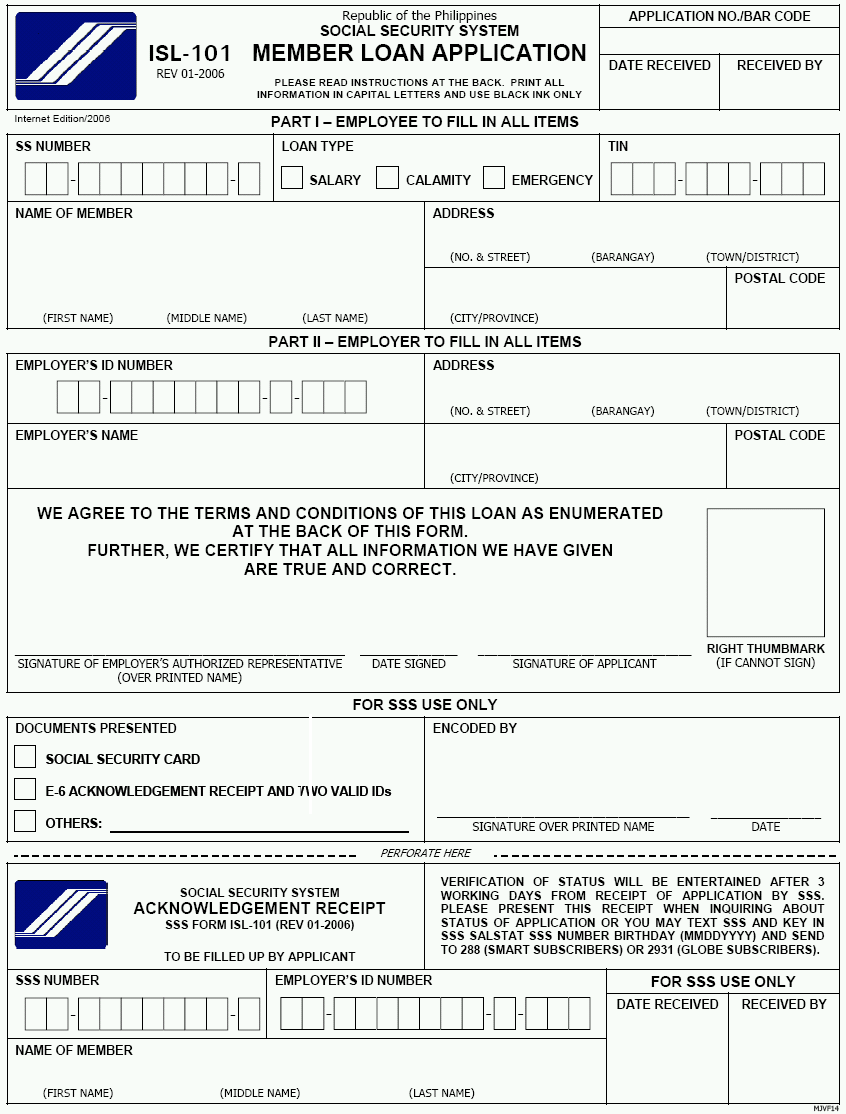 Republic of the Philippines
SOCIAL SECURITY SYSTEM
ISL-101
MEMBER LOAN APPLICATION
REV 01-2006
PLEASE READ INSTRUCTIONS AT THE BACK. PRINT ALL
INFORMATION IN CAPITAL LETTERS AND USE BLACK INK ONLY
APPLICATION NO./BAR CODE
DATE RECEIVED
RECEIVED BY
Internet Edition/2006
PART I – EMPLOYEE TO FILL IN ALL ITEMS
SS NUMBER
LOAN TYPE
TIN
SALARY
CALAMITY
EMERGENCY
NAME OF MEMBER
ADDRESS
(NO. & STREET)
(BARANGAY)
(TOWN/DISTRICT)
POSTAL CODE
(FIRST NAME)
(MIDDLE NAME)
(LAST NAME)
(CITY/PROVINCE)
PART II – EMPLOYER TO FILL IN ALL ITEMS
EMPLOYER'S ID NUMBER
ADDRESS
(NO. & STREET)
(BARANGAY)
(TOWN/DISTRICT)
EMPLOYER'S NAME
POSTAL CODE
(CITY/PROVINCE)
WE AGREE TO THE TERMS AND CONDITIONS OF THIS LOAN AS ENUMERATED
AT THE BACK OF THIS FORM.
FURTHER, WE CERTIFY THAT ALL INFORMATION WE HAVE GIVEN
ARE TRUE AND CORRECT.
SIGNATURE OF EMPLOYER'S AUTHORIZED REPRESENTATIVE
(OVER PRINTED NAME)
DATE SIGNED
SIGNATURE OF APPLICANT
RIGHT THUMBMARK
(IF CANNOT SIGN)
FOR SSS USE ONLY
DOCUMENTS PRESENTED
SOCIAL SECURITY CARD
E-6 ACKNOWLEDGEMENT RECEIPT AND TWO VALID IDs
OTHERS:
ENCODED BY
SIGNATURE OVER PRINTED NAME
DATE
PERFORATE HERE
SOCIAL SECURITY SYSTEM
ACKNOWLEDGEMENT RECEIPT
SSS FORM ISL-101 (REV 01-2006)
TO BE FILLED UP BY APPLICANT
VERIFICATION OF STATUS WILL BE ENTERTAINED AFTER 3
WORKING DAYS FROM RECEIPT OF APPLICATION BY SSS.
PLEASE PRESENT THIS RECEIPT WHEN INQUIRING ABOUT
STATUS OF APPLICATION OR YOU MAY TEXT SSS AND KEY IN
SSS SALSTAT SSS NUMBER BIRTHDAY (MMDDYYYY) AND SEND
TO 288 (SMART SUBSCRIBERS) OR 2931 (GLOBE SUBSCRIBERS).
SSS NUMBER
EMPLOYER'S ID NUMBER
FOR SSS USE ONLY
DATE RECEIVED
RECEIVED BY
NAME OF MEMBER
(FIRST NAME)
(MIDDLE NAME)
(LAST NAME)
MJVF14